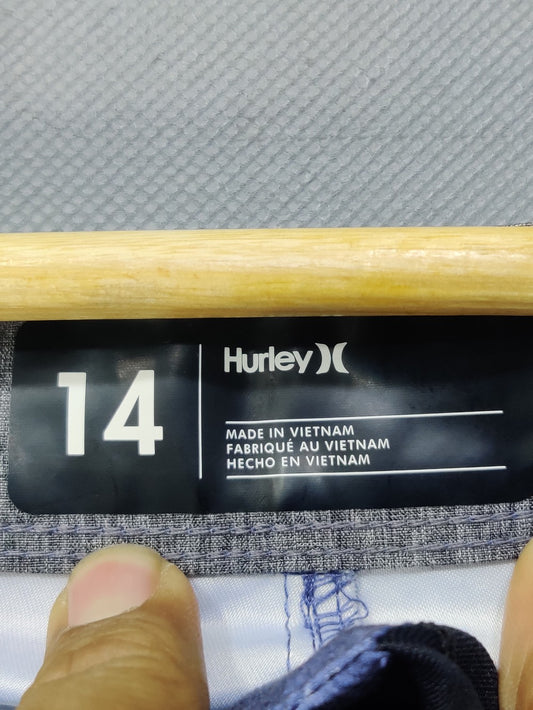 14
Hurley
MADE IN VIETNAM
FABRIQUÉ AU VIETNAM
HECHO EN VIETNAM